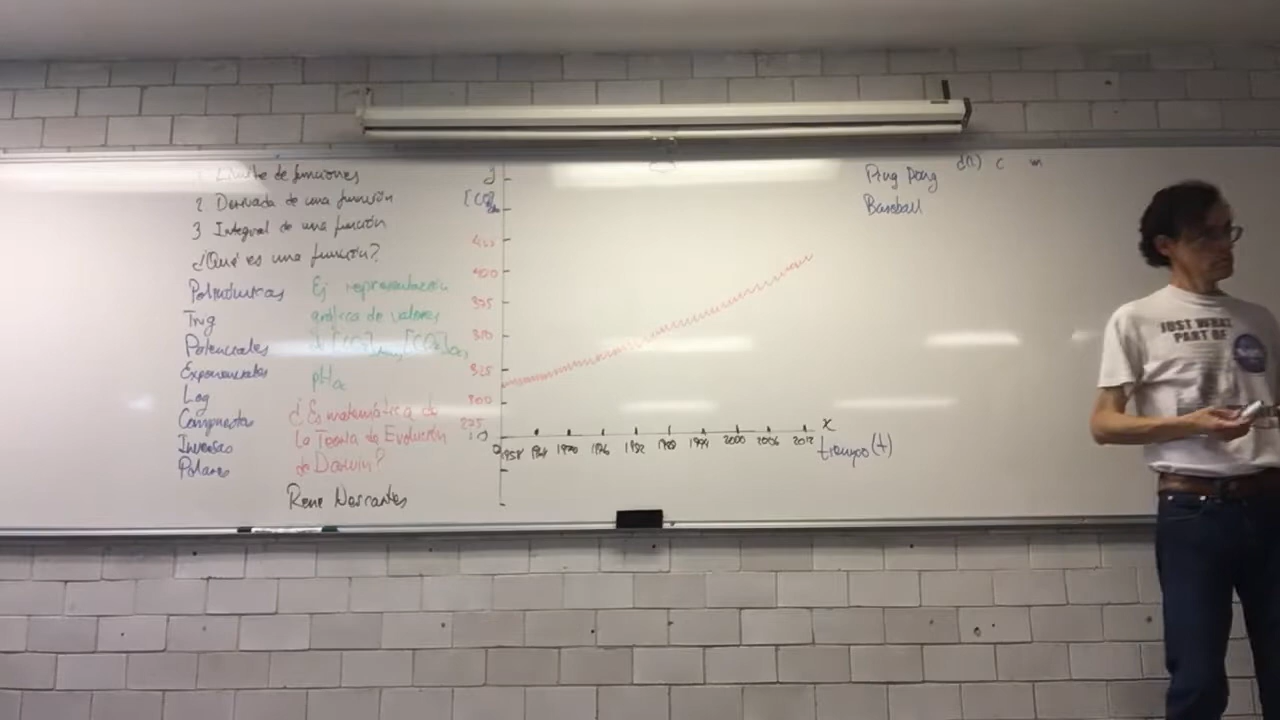 1 Límite de funciones
2 Derivada de una función
3 Integral de una función
¿Qué es una función?
Trig
Potenciales
Exponenciales
Log
Compuesta
Inversas
Polares
Ej representación
gráfica de valores
pH
¿Es matemática de
La Teoría de Evolución
de Darwin?
Rene Descartes
y
[CO2]
400
375
350
325
300
275
0
1958 1964 1970 1976 1982 1988 1994 2000 2006 2012
x
tiempo (t)
Ping Pong
d(t) c m
Baseball
JUST WHAT
PART OF